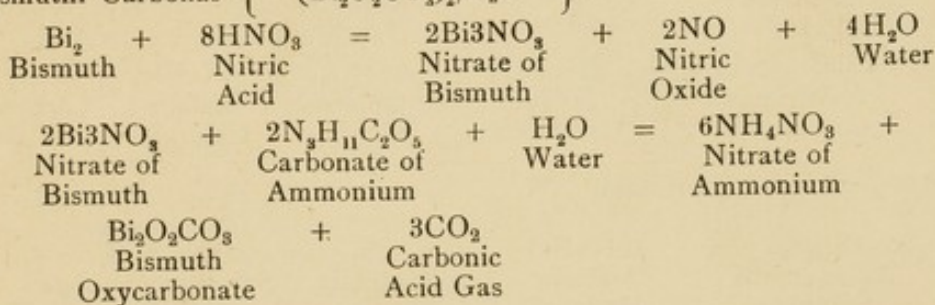 Bi₂ + 8HNO₃ = 2Bi3NO₃ + 2NO + 4H₂O
Bismuth Nitric Nitrate of Nitric Water
Acid Bismuth Oxide
2Bi3NO₃ + 2N₃H₁₁C₂O₅ + H₂O = 6NH₄NO₃ +
Nitrate of Carbonate of Water Nitrate of
Bismuth Ammonium Ammonium
Bi₂O₂CO₃ + 3CO₂
Bismuth Carbonic
Oxycarbonate Acid Gas